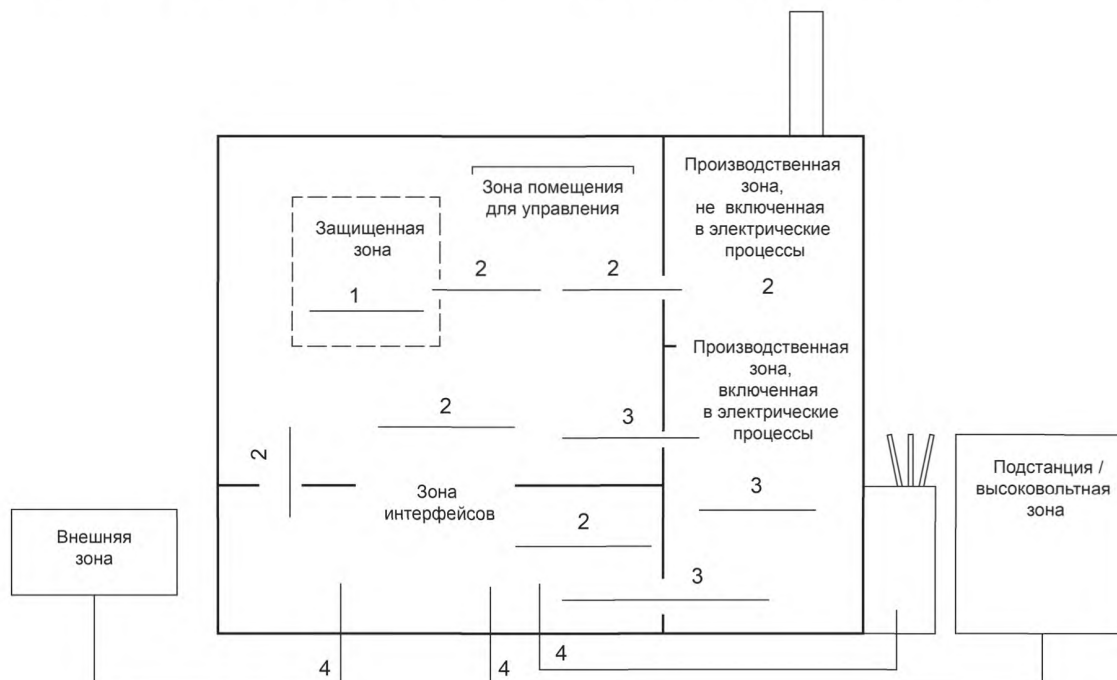 Производственная
зона,
не включенная
в электрические
процессы
2
Зона помещения
для управления
Защищенная
зона
1
2
2
Производственная
зона,
включенная
в электрические
процессы
3
2
3
2
Зона
интерфейсов
2
3
Подстанция /
высоковольтная
зона
Внешняя
зона
4
4
4